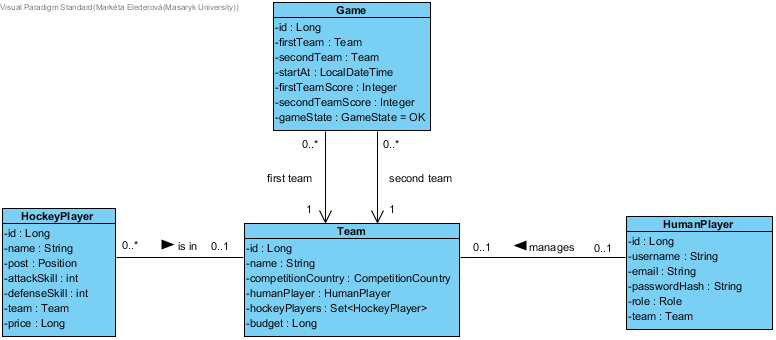 Visual Paradigm Standard(Markéta Elederová(Masaryk University))
Game
-id : Long
-firstTeam : Team
-secondTeam : Team
-startAt : LocalDateTime
-firstTeamScore : Integer
-secondTeamScore : Integer
-gameState : GameState = OK
0..* 0..*
first team second team
1 1
HockeyPlayer
-id : Long
-name : String
-post : Position
-attackSkill : int
-defenseSkill : int
-team : Team
-price : Long
0..* is in 0..1
Team
-id : Long
-name : String
-competitionCountry : CompetitionCountry
-humanPlayer : HumanPlayer
-hockeyPlayers : Set<HockeyPlayer>
-budget : Long
0..1 manages 0..1
HumanPlayer
-id : Long
-username : String
-email : String
-passwordHash : String
-role : Role
-team : Team